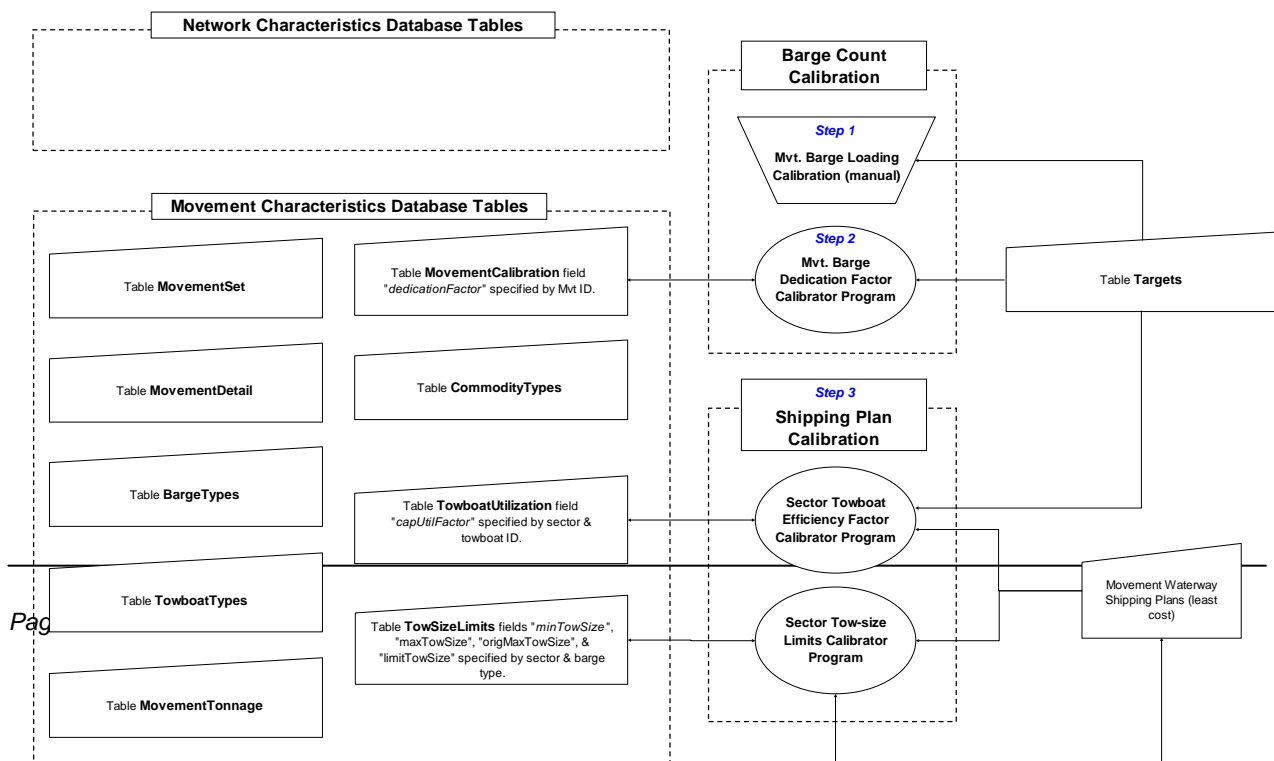 Network Characteristics Database Tables
Barge Count
Calibration
Step 1
Mvt. Barge Loading
Calibration (manual)
Movement Characteristics Database Tables
Table MovementSet
Table MovementCalibration field
"dedicationFactor" specified by Mvt ID.
Step 2
Mvt. Barge
Dedication Factor
Calibrator Program
Table Targets
Table MovementDetail
Table CommodityTypes
Step 3
Shipping Plan
Calibration
Table BargeTypes
Table TowboatUtilization field
"capUtilFactor" specified by sector &
towboat ID.
Sector Towboat
Efficiency Factor
Calibrator Program
Table TowboatTypes
Pag
Table TowSizeLimits fields "minTowSize",
"maxTowSize", "origMaxTowSize", &
"limitTowSize" specified by sector & barge
type.
Sector Tow-size
Limits Calibrator
Program
Movement Waterway
Shipping Plans (least
cost)
Table MovementTonnage